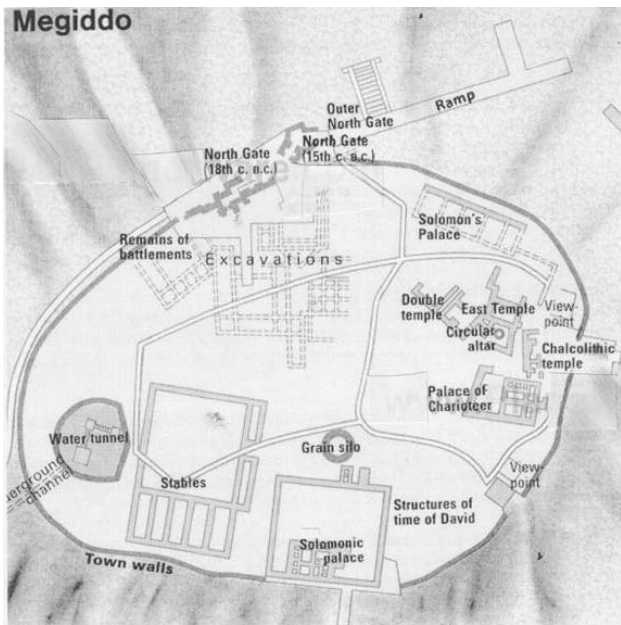 Megiddo
Outer
North Gate
Ramp
North Gate
(18th c. B.C.)
North Gate
(15th c. B.C.)
Solomon's
Palace
Remains of
battlements
Excavations
Double
temple
East Temple
View-
point
Circular
altar
Chalcolithic
temple
Palace of
Charioteer
Water tunnel
Grain silo
View-
point
Stables
erground
channel
Structures of
time of David
Solomonic
palace
Town walls